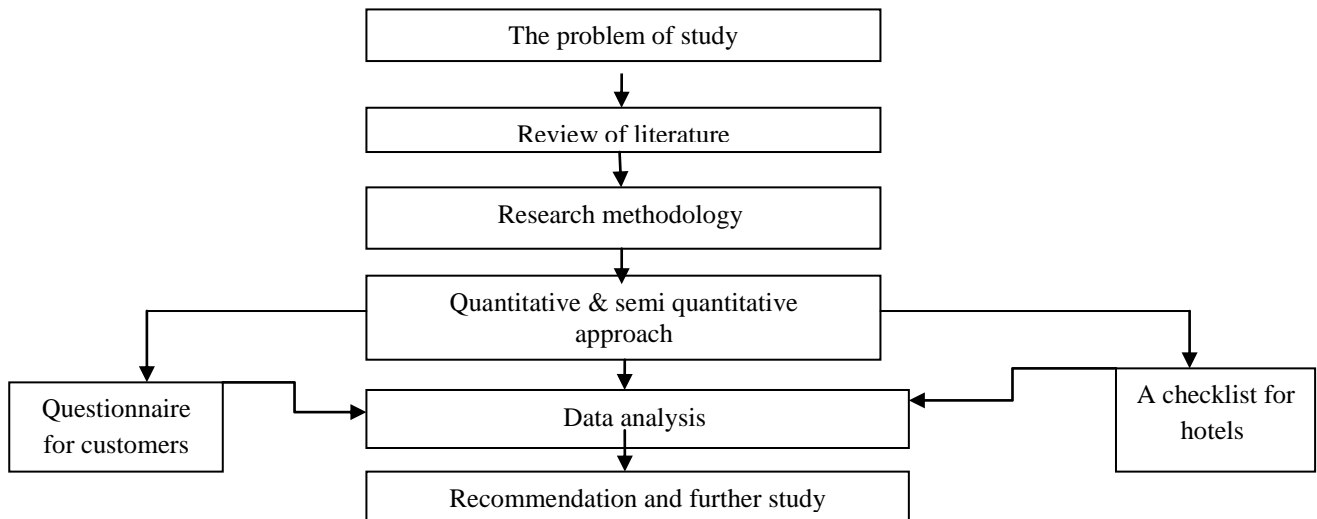 The problem of study
Review of literature
Research methodology
Quantitative & semi quantitative
approach
Questionnaire
for customers
Data analysis
A checklist for
hotels
Recommendation and further study